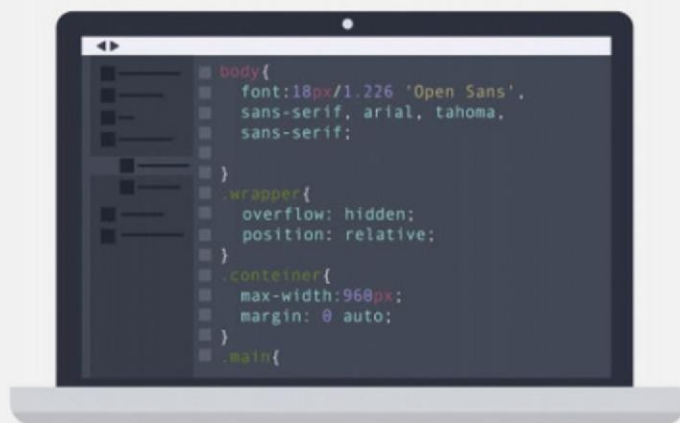 body{
font:18px/1.226 'Open Sans',
sans-serif, arial, tahoma,
sans-serif;
}
.wrapper{
overflow: hidden;
position: relative;
}
.conteiner{
max-width:960px;
margin: 0 auto;
}
.main{